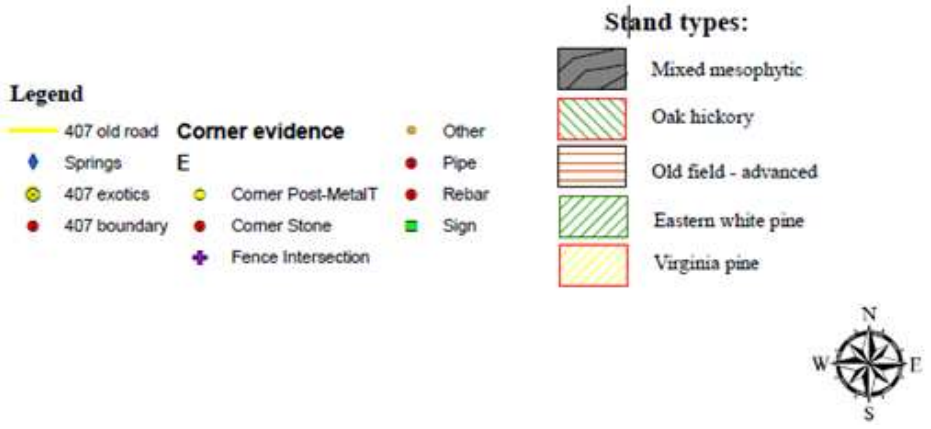 Stand types:
Mixed mesophytic
Oak hickory
Old field - advanced
Eastern white pine
Virginia pine
Legend
407 old road
Springs
407 exotics
407 boundary
Corner evidence
E
Corner Post-MetalT
Corner Stone
Fence Intersection
Other
Pipe
Rebar
Sign
N
W E
S